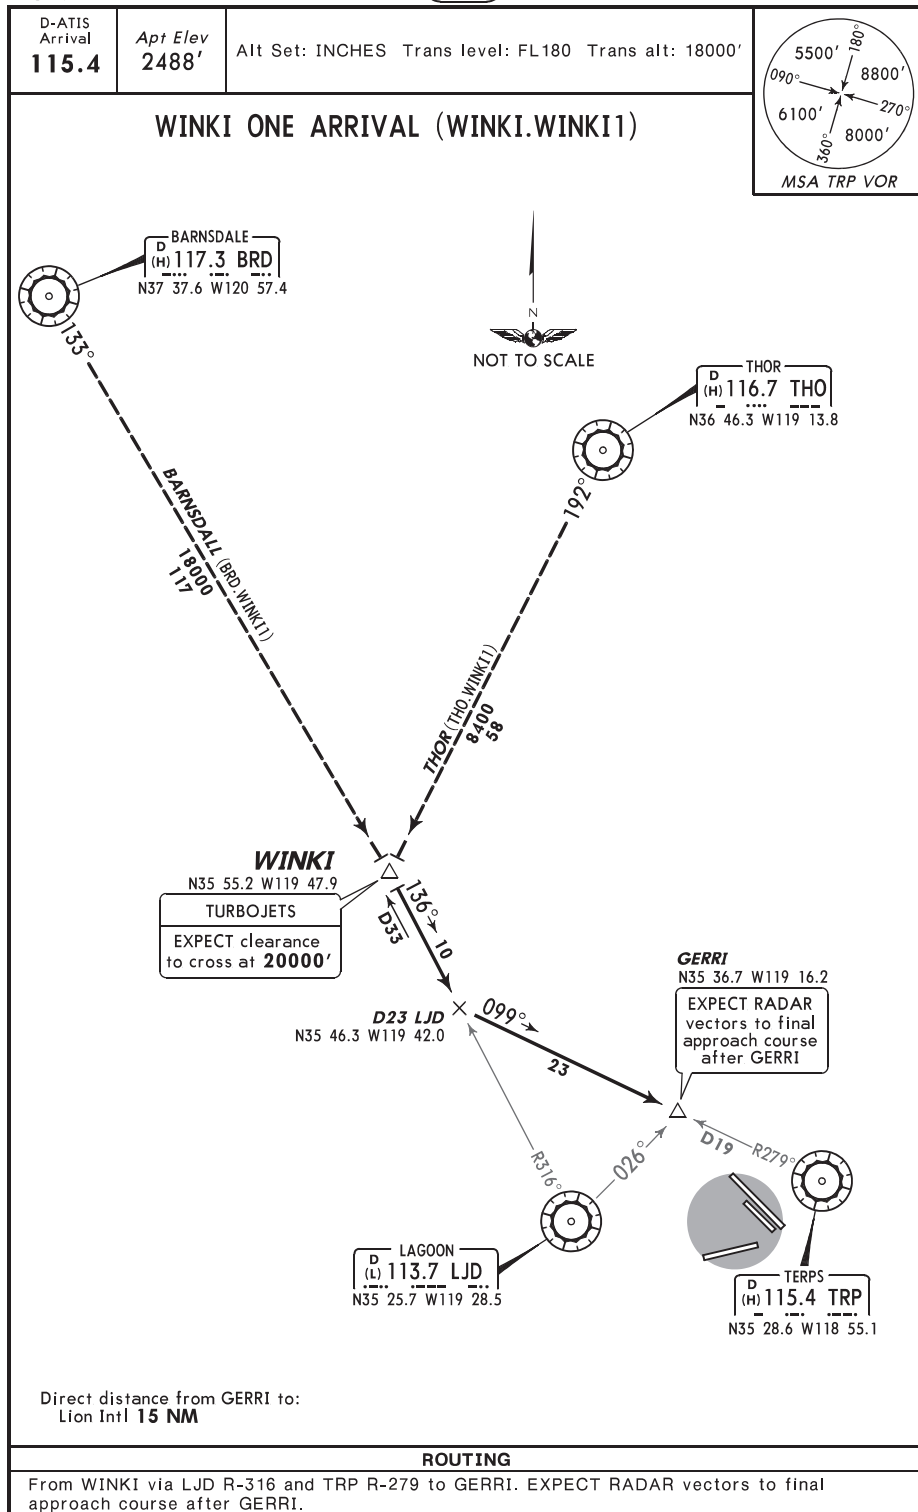 D-ATIS
Arrival
115.4
Apt Elev
2488'
Alt Set: INCHES Trans level: FL180 Trans alt: 18000'
180°
5500'
8800'
090°
270°
6100'
8000'
360°
MSA TRP VOR
WINKI ONE ARRIVAL (WINKI.WINKI1)
BARNSDALE
D
(H) 117.3 BRD
N37 37.6 W120 57.4
133°
N
NOT TO SCALE
THOR
D
(H) 116.7 THO
N36 46.3 W119 13.8
192°
BARNSDALL (BRD.WINKI1)
18000
117
THOR (THO.WINKI1)
8400
58
WINKI
N35 55.2 W119 47.9
TURBOJETS
EXPECT clearance
to cross at 20000'
136°
10
D33
D23 LJD
N35 46.3 W119 42.0
099°
23
GERRI
N35 36.7 W119 16.2
EXPECT RADAR
vectors to final
approach course
after GERRI
R316°
026°
D19
R279°
LAGOON
D
(L) 113.7 LJD
N35 25.7 W119 28.5
TERPS
D
(H) 115.4 TRP
N35 28.6 W118 55.1
Direct distance from GERRI to:
Lion Intl 15 NM
ROUTING
From WINKI via LJD R-316 and TRP R-279 to GERRI. EXPECT RADAR vectors to final
approach course after GERRI.